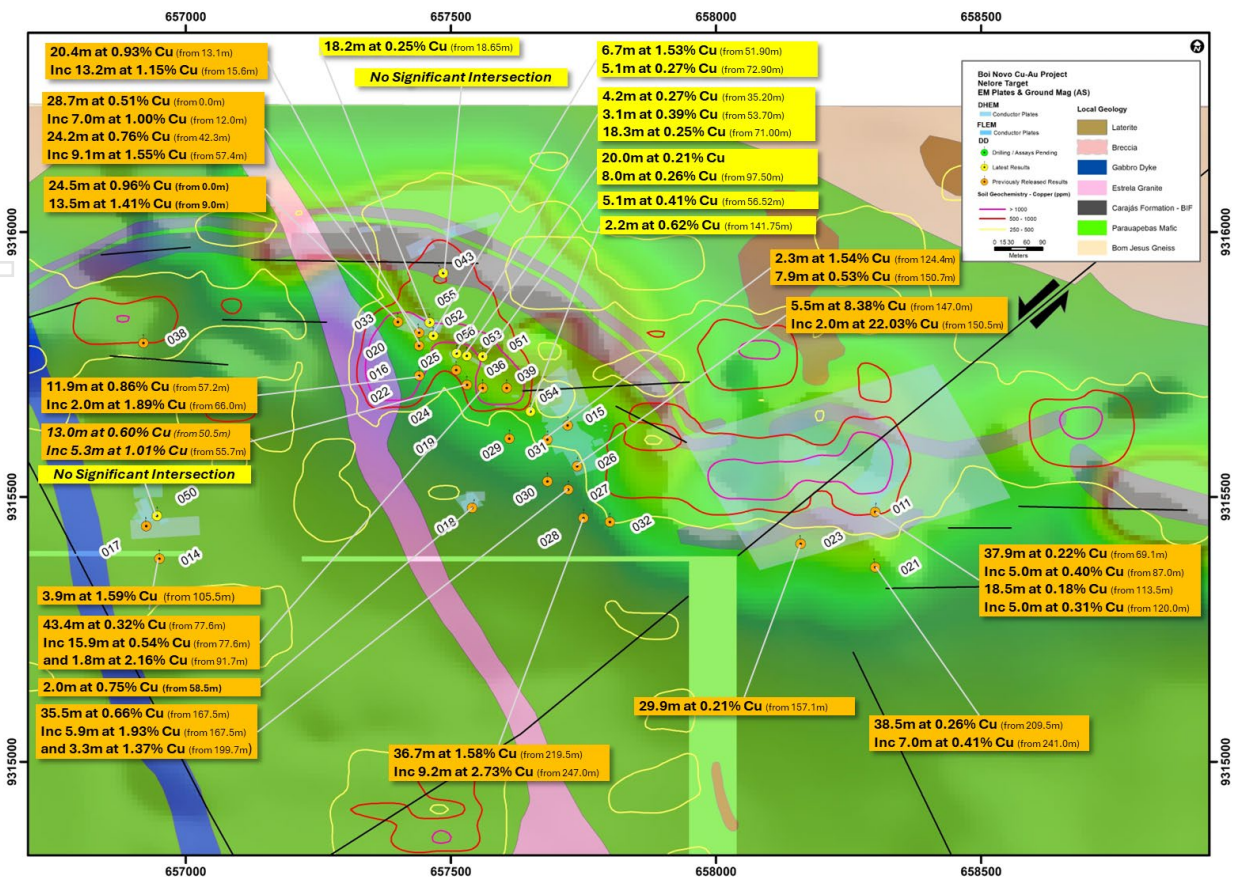 657000
657500
658000
658500
20.4m at 0.93% Cu (from 13.1m)
Inc 13.2m at 1.15% Cu (from 15.6m)
18.2m at 0.25% Cu (from 18.65m)
No Significant Intersection
6.7m at 1.53% Cu (from 51.90m)
5.1m at 0.27% Cu (from 72.90m)
28.7m at 0.51% Cu (from 0.0m)
Inc 7.0m at 1.00% Cu (from 12.0m)
24.2m at 0.76% Cu (from 42.3m)
Inc 9.1m at 1.55% Cu (from 57.4m)
4.2m at 0.27% Cu (from 35.20m)
3.1m at 0.39% Cu (from 53.70m)
18.3m at 0.25% Cu (from 71.00m)
20.0m at 0.21% Cu
8.0m at 0.26% Cu (from 97.50m)
24.5m at 0.96% Cu (from 0.0m)
13.5m at 1.41% Cu (from 9.0m)
5.1m at 0.41% Cu (from 56.52m)
2.2m at 0.62% Cu (from 141.75m)
Boi Novo Cu-Au Project
Nelore Target
EM Plates & Ground Mag (AS)
DHEM
Conductor Plates
FLEM
Conductor Plates
DD
Drilling / Assays Pending
Latest Results
Previously Released Results
Soil Geochemistry - Copper (ppm)
> 1000
500 - 1000
250 - 500
0 15 30 60 90
Meters
Local Geology
Laterite
Breccia
Gabbro Dyke
Estrela Granite
Carajás Formation - BIF
Parauapebas Mafic
Bom Jesus Gneiss
9316000
9316000
2.3m at 1.54% Cu (from 124.4m)
7.9m at 0.53% Cu (from 150.7m)
5.5m at 8.38% Cu (from 147.0m)
Inc 2.0m at 22.03% Cu (from 150.5m)
043
055
052
056
053
051
033
020
016
022
025
036
039
054
038
024
019
015
029
031
026
030
027
018
028
032
011
023
021
050
017
014
11.9m at 0.86% Cu (from 57.2m)
Inc 2.0m at 1.89% Cu (from 66.0m)
13.0m at 0.60% Cu (from 50.5m)
Inc 5.3m at 1.01% Cu (from 55.7m)
No Significant Intersection
9315500
9315500
37.9m at 0.22% Cu (from 69.1m)
Inc 5.0m at 0.40% Cu (from 87.0m)
18.5m at 0.18% Cu (from 113.5m)
Inc 5.0m at 0.31% Cu (from 120.0m)
3.9m at 1.59% Cu (from 105.5m)
43.4m at 0.32% Cu (from 77.6m)
Inc 15.9m at 0.54% Cu (from 77.6m)
and 1.8m at 2.16% Cu (from 91.7m)
2.0m at 0.75% Cu (from 58.5m)
35.5m at 0.66% Cu (from 167.5m)
Inc 5.9m at 1.93% Cu (from 167.5m)
and 3.3m at 1.37% Cu (from 199.7m)
29.9m at 0.21% Cu (from 157.1m)
38.5m at 0.26% Cu (from 209.5m)
Inc 7.0m at 0.41% Cu (from 241.0m)
36.7m at 1.58% Cu (from 219.5m)
Inc 9.2m at 2.73% Cu (from 247.0m)
9315000
9315000
657000
657500
658000
658500